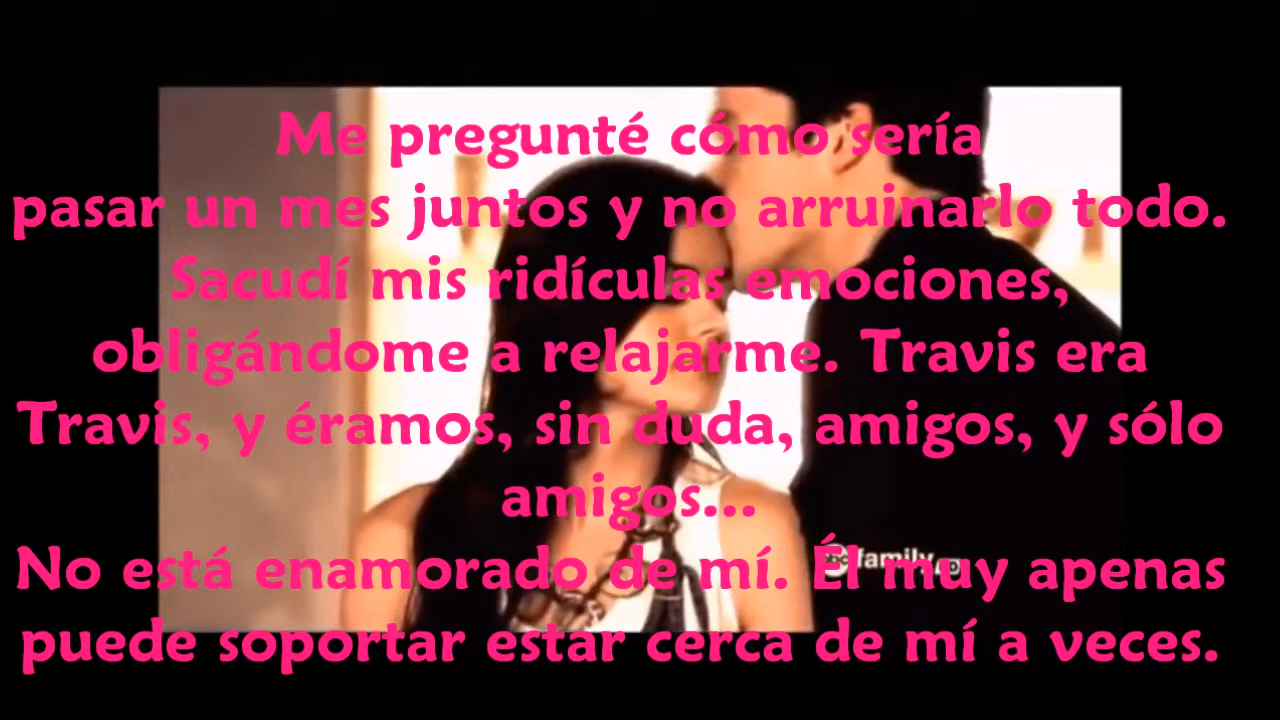 Me pregunté cómo sería
pasar un mes juntos y no arruinarlo todo.
Sacudí mis ridículas emociones,
obligándome a relajarme. Travis era
Travis, y éramos, sin duda, amigos, y sólo
amigos...
No está enamorado de mí. Él muy apenas
puede soportar estar cerca de mí a veces.
family